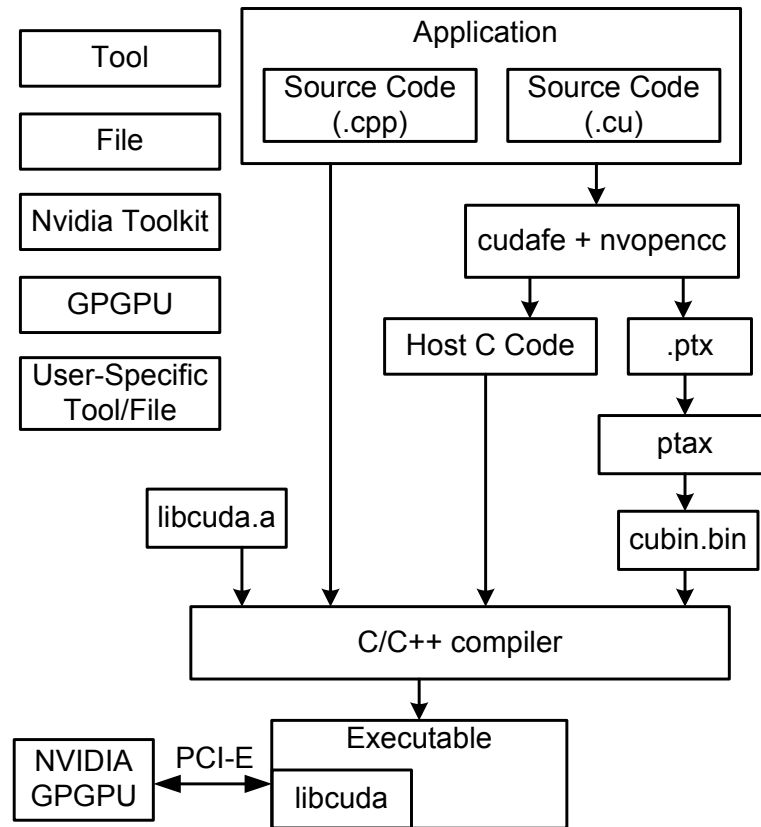 Tool
File
Nvidia Toolkit
GPGPU
User-Specific
Tool/File
Application
Source Code
(.cpp)
Source Code
(.cu)
cudafe + nvopencc
Host C Code
.ptx
ptax
libcuda.a
cubin.bin
C/C++ compiler
Executable
libcuda
PCI-E
NVIDIA
GPGPU